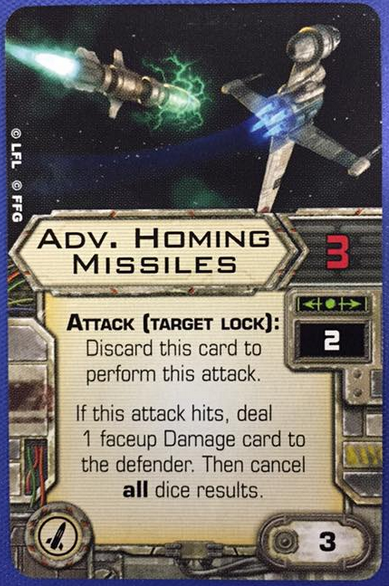 © LFL © FFG
Adv. Homing
Missiles
3
Attack (target lock):
2
Discard this card to
perform this attack.
If this attack hits, deal
1 faceup Damage card to
the defender. Then cancel
all dice results.
3